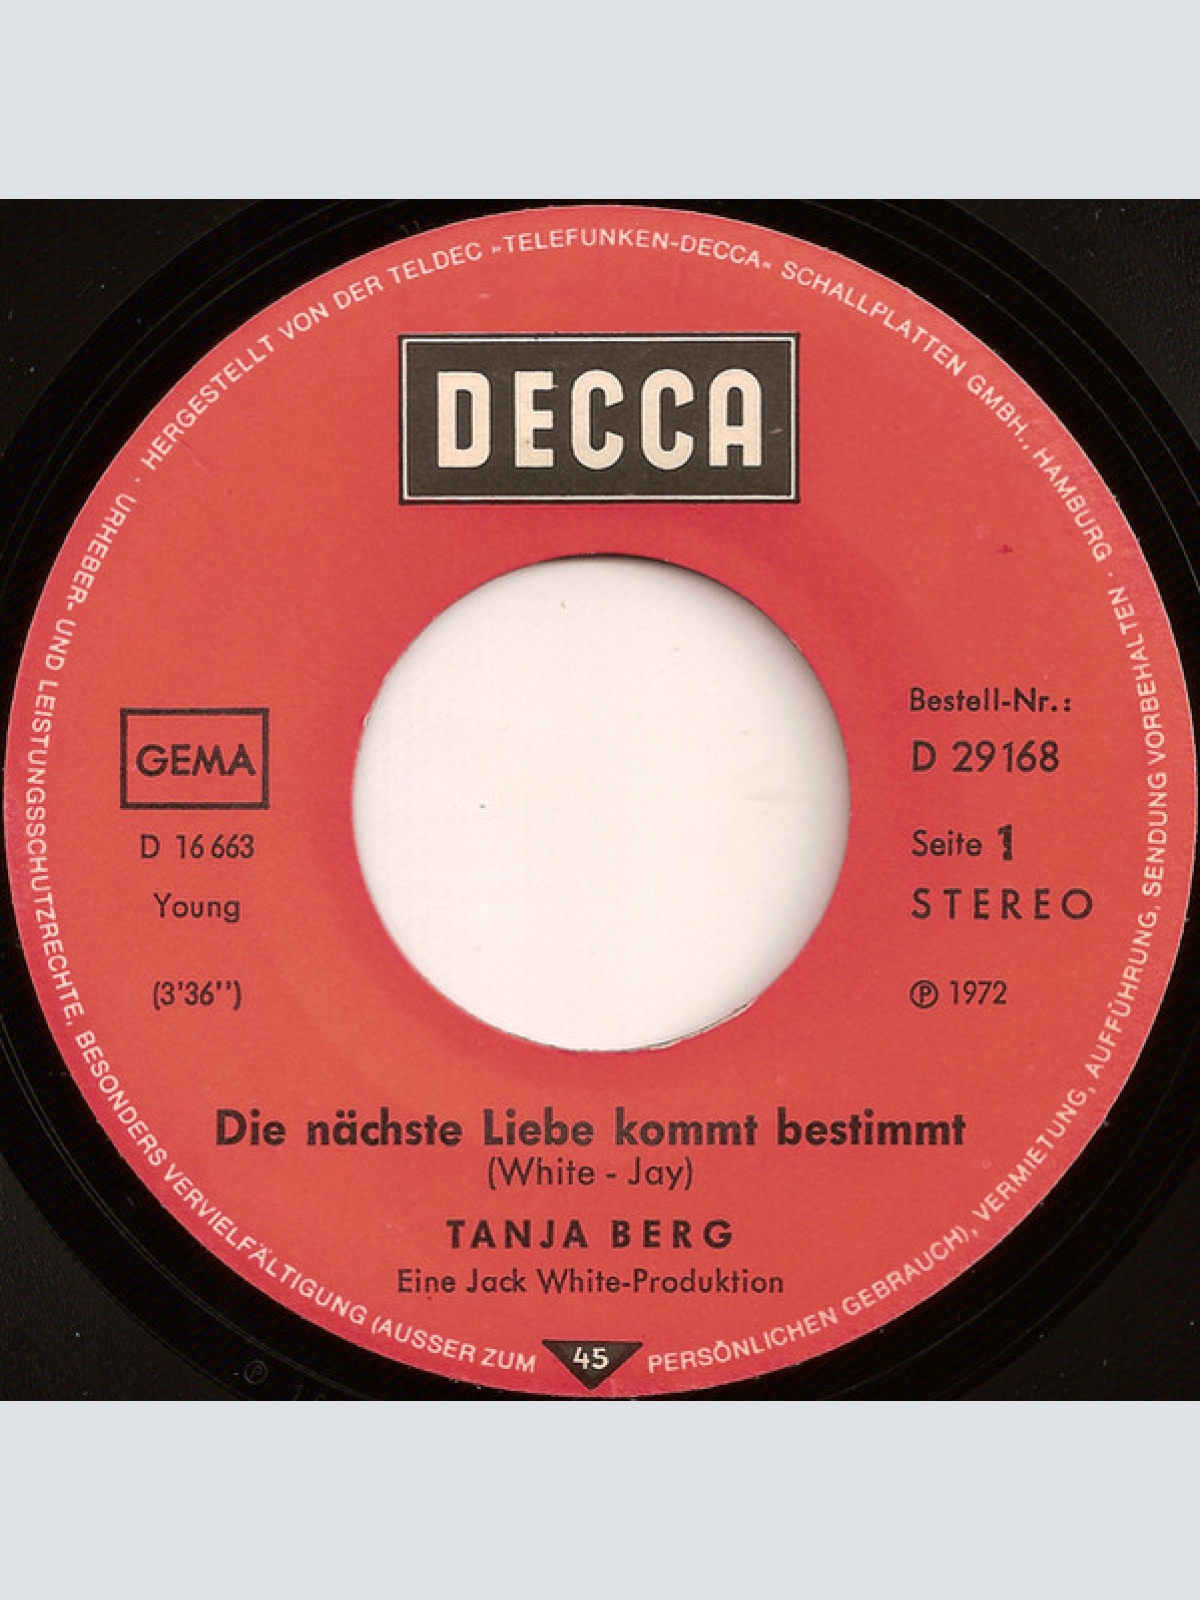 HERGESTELLT VON DER TELDEC »TELEFUNKEN-DECCA« SCHALLPLATTEN GMBH., HAMBURG ·
URHEBER- UND LEISTUNGSSCHUTZRECHTE, BESONDERS VERVIELFÄLTIGUNG (AUSSER ZUM PERSÖNLICHEN GEBRAUCH), VERMIETUNG, AUFFÜHRUNG, SENDUNG VORBEHALTEN ·
DECCA
GEMA
D 16 663
Young
(3'36'')
Bestell-Nr.:
D 29168
Seite 1
STEREO
℗ 1972
Die nächste Liebe kommt bestimmt
(White - Jay)
TANJA BERG
Eine Jack White-Produktion
45